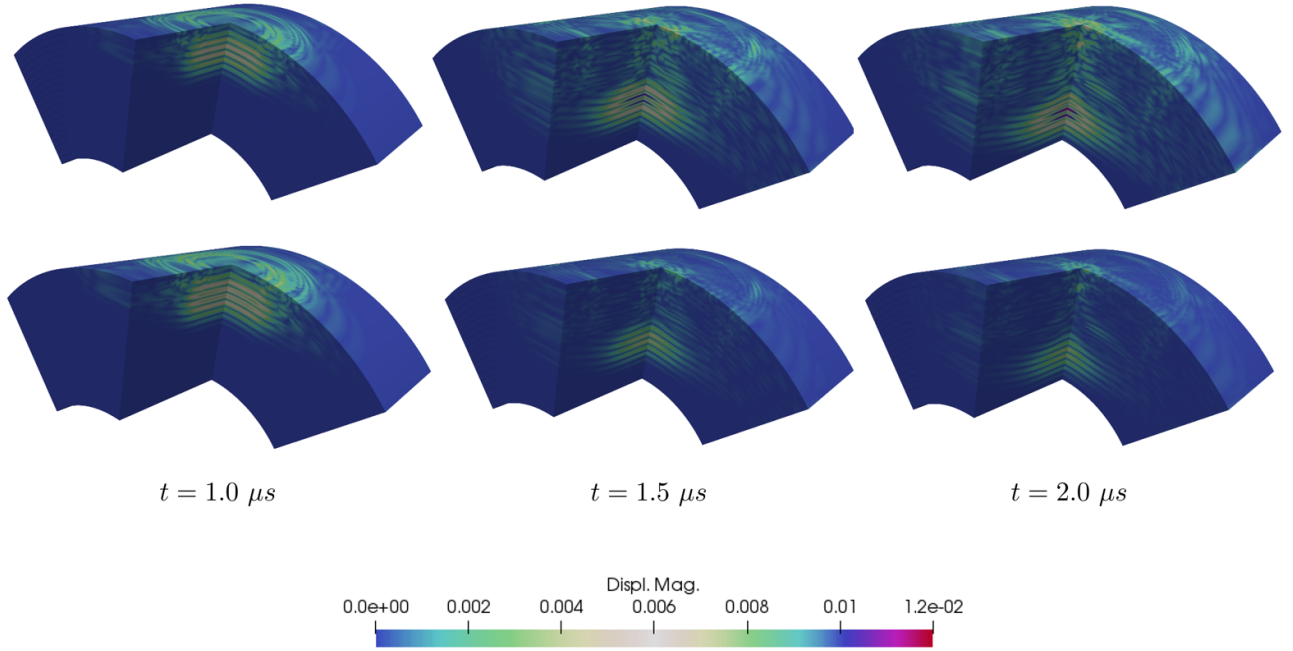 t = 1.0 μs t = 1.5 μs t = 2.0 μs
Displ. Mag.
0.0e+00 0.002 0.004 0.006 0.008 0.01 1.2e-02